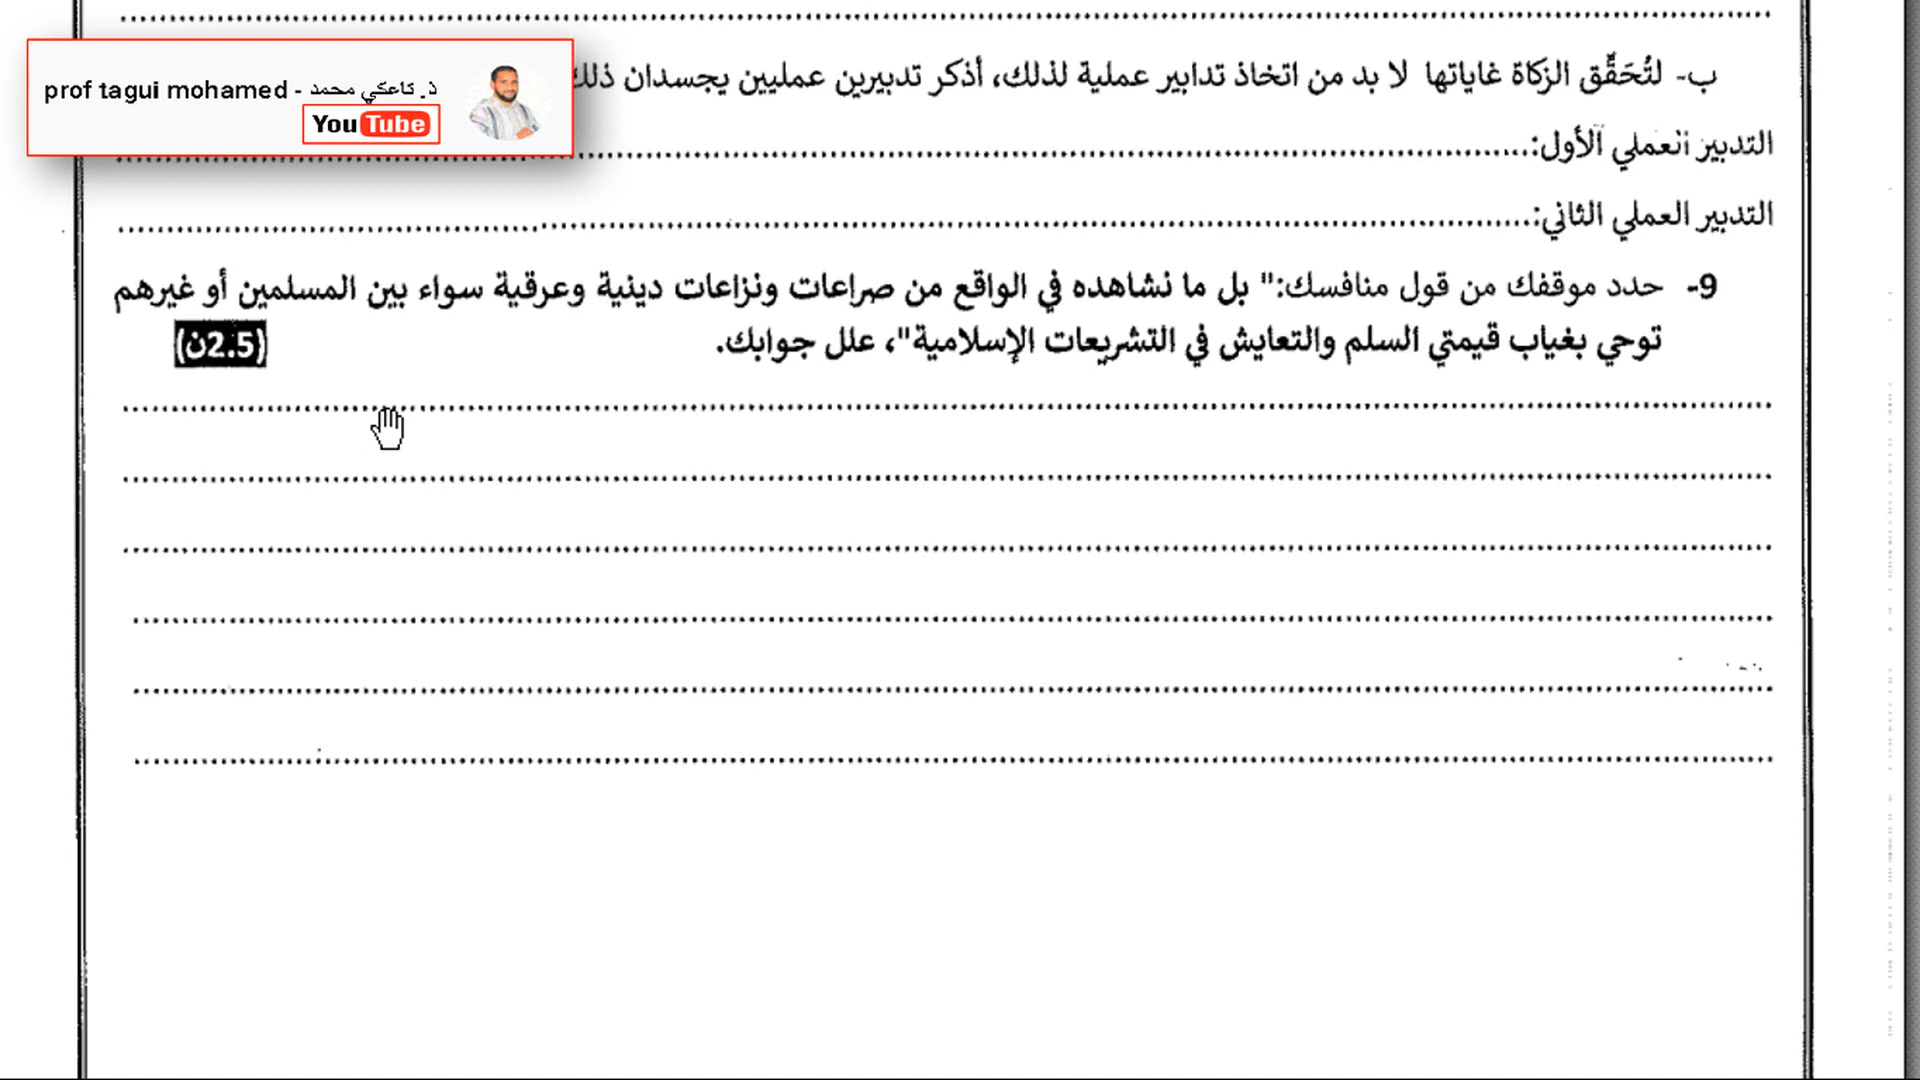 ب- لتُحَقِّق الزكاة غاياتها لا بد من اتخاذ تدابير عملية لذلك، أذكر تدبيرين عمليين يجسدان ذلك
prof tagui mohamed - ذ. تاعكي محمد
YouTube
التدبير العملي الأول:
التدبير العملي الثاني:
9- حدد موقفك من قول منافسك:" بل ما نشاهده في الواقع من صراعات ونزاعات دينية وعرقية سواء بين المسلمين أو غيرهم
توحي بغياب قيمتي السلم والتعايش في التشريعات الإسلامية"، علل جوابك. (2.5ن)